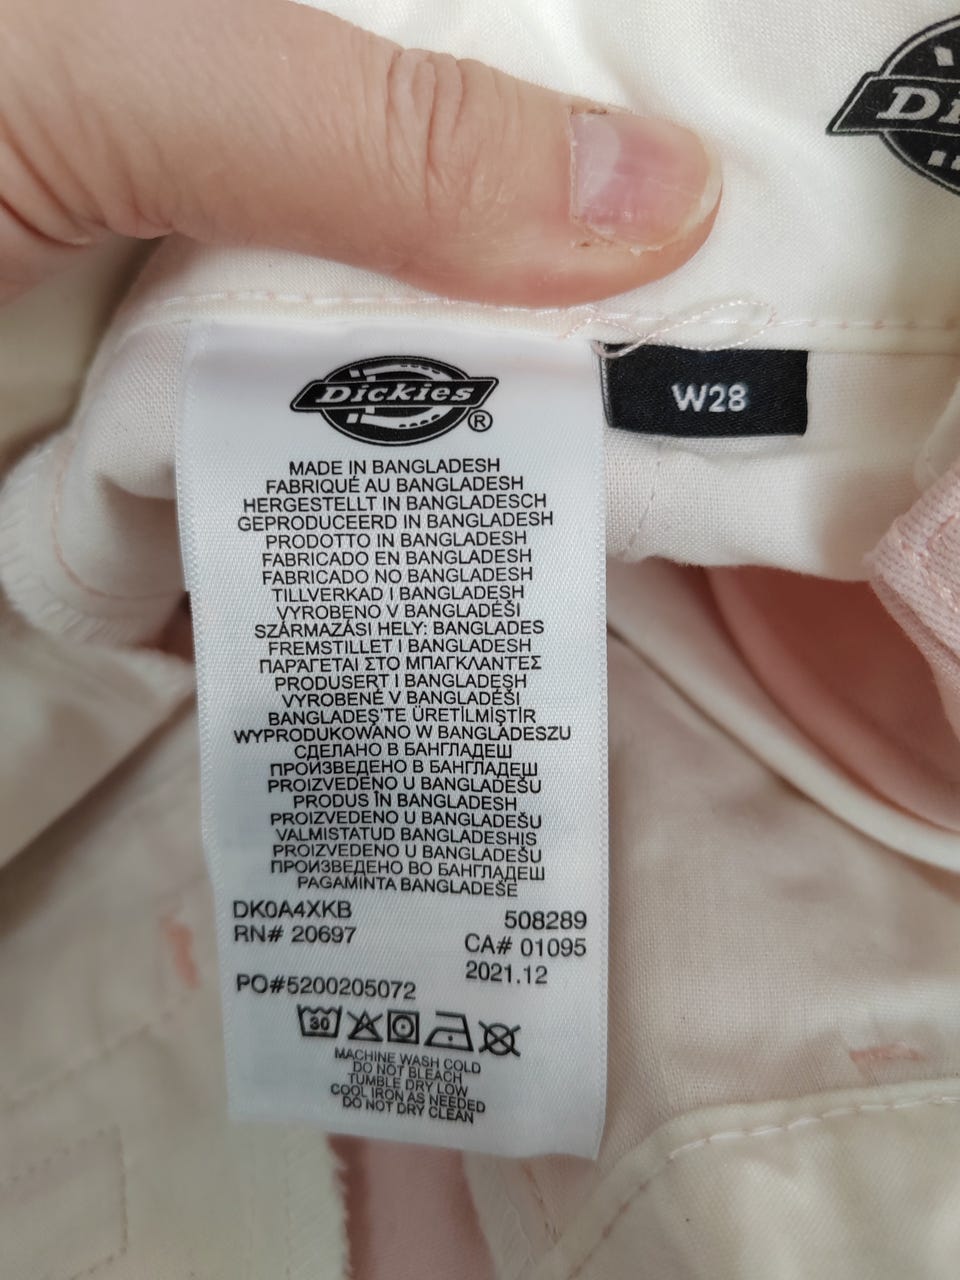 Dickies®
W28
MADE IN BANGLADESH
FABRIQUÉ AU BANGLADESH
HERGESTELLT IN BANGLADESCH
GEPRODUCEERD IN BANGLADESH
PRODOTTO IN BANGLADESH
FABRICADO EN BANGLADESH
FABRICADO NO BANGLADESH
TILLVERKAD I BANGLADESH
VYROBENO V BANGLADÉŠI
SZÁRMAZÁSI HELY: BANGLADES
FREMSTILLET I BANGLADESH
ΠΑΡΑΓΕΤΑΙ ΣΤΟ ΜΠΑΓΚΛΑΝΤΕΣ
PRODUSERT I BANGLADESH
VYROBENÉ V BANGLADÉŠI
BANGLADEŞ'TE ÜRETİLMİŞTİR
WYPRODUKOWANO W BANGLADESZU
СДЕЛАНО В БАНГЛАДЕШ
ПРОИЗВЕДЕНО В БАНГЛАДЕШ
PROIZVEDENO U BANGLADEŠU
PRODUS ÎN BANGLADESH
PROIZVEDENO U BANGLADEŠU
VALMISTATUD BANGLADESHIS
PROIZVEDENO U BANGLADEŠU
ПРОИЗВЕДЕНО ВО БАНГЛАДЕШ
PAGAMINTA BANGLADEŠE
DK0A4XKB 508289
RN# 20697 CA# 01095
2021.12
PO#5200205072
30
MACHINE WASH COLD
DO NOT BLEACH
TUMBLE DRY LOW
COOL IRON AS NEEDED
DO NOT DRY CLEAN